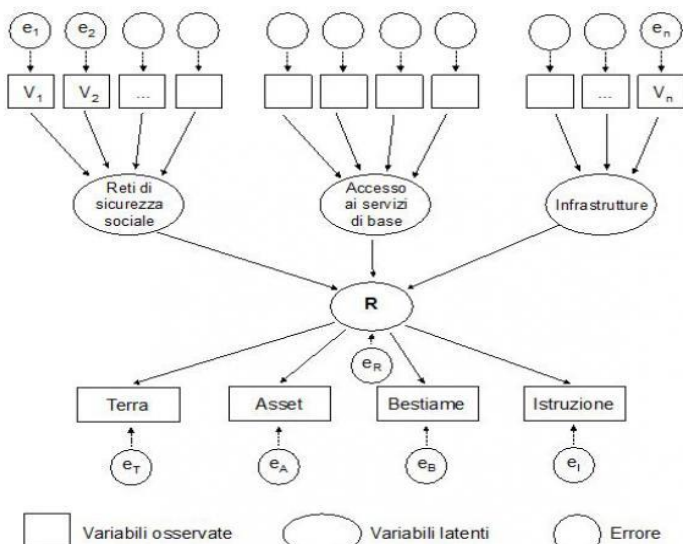 e1 e2 en
V1 V2 ... ... Vn
Reti di
sicurezza
sociale
Accesso
ai servizi
di base
Infrastrutture
R
eR
Terra Asset Bestiame Istruzione
eT eA eB eI
Variabili osservate Variabili latenti Errore